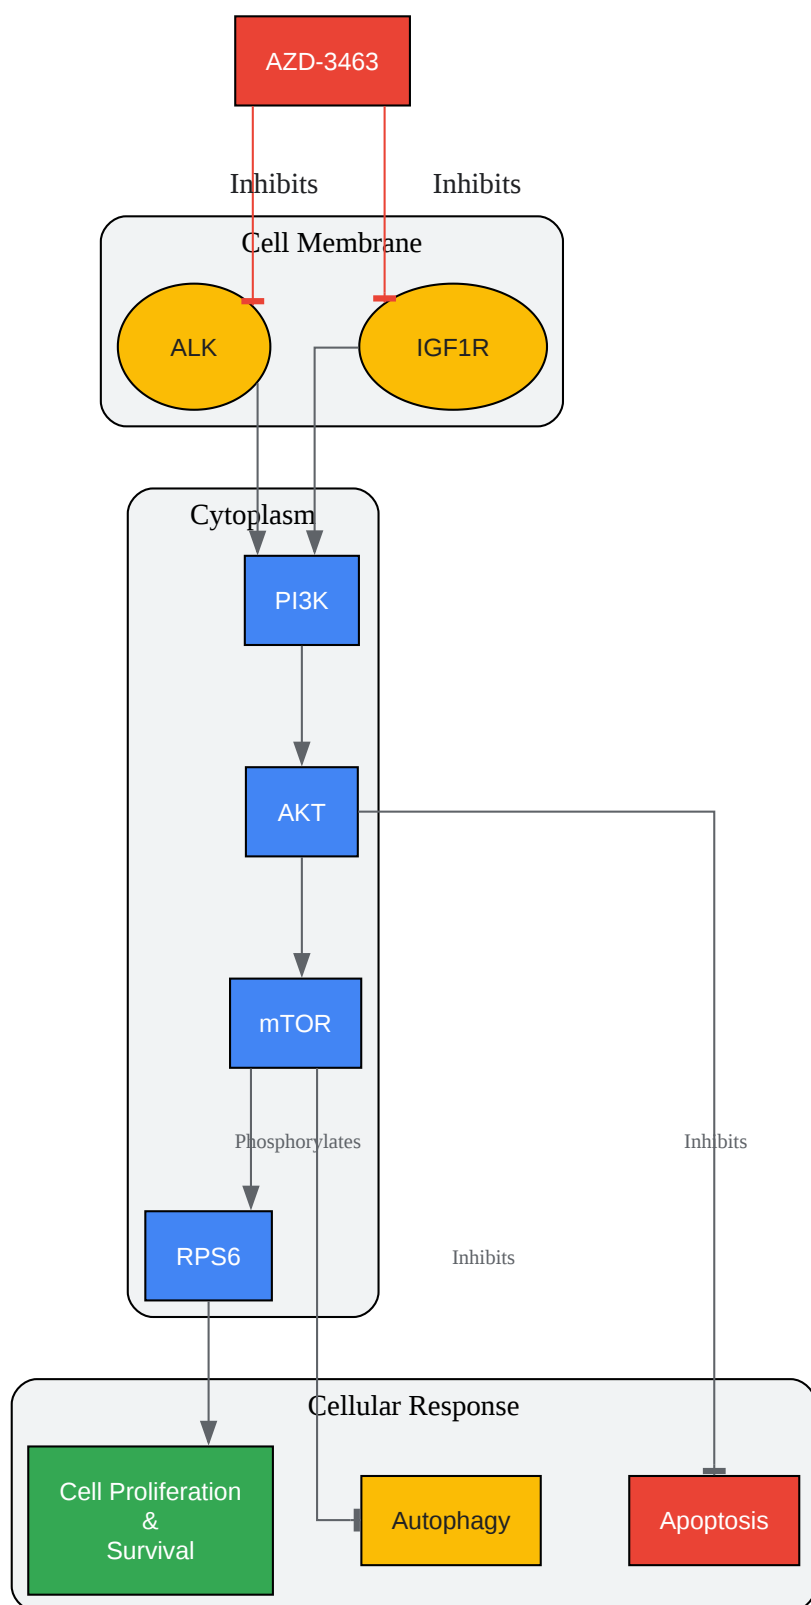 AZD-3463
Inhibits
Inhibits
Cell Membrane
ALK
IGF1R
Cytoplasm
PI3K
AKT
mTOR
Phosphorylates
Inhibits
RPS6
Inhibits
Cellular Response
Cell Proliferation
&
Survival
Autophagy
Apoptosis